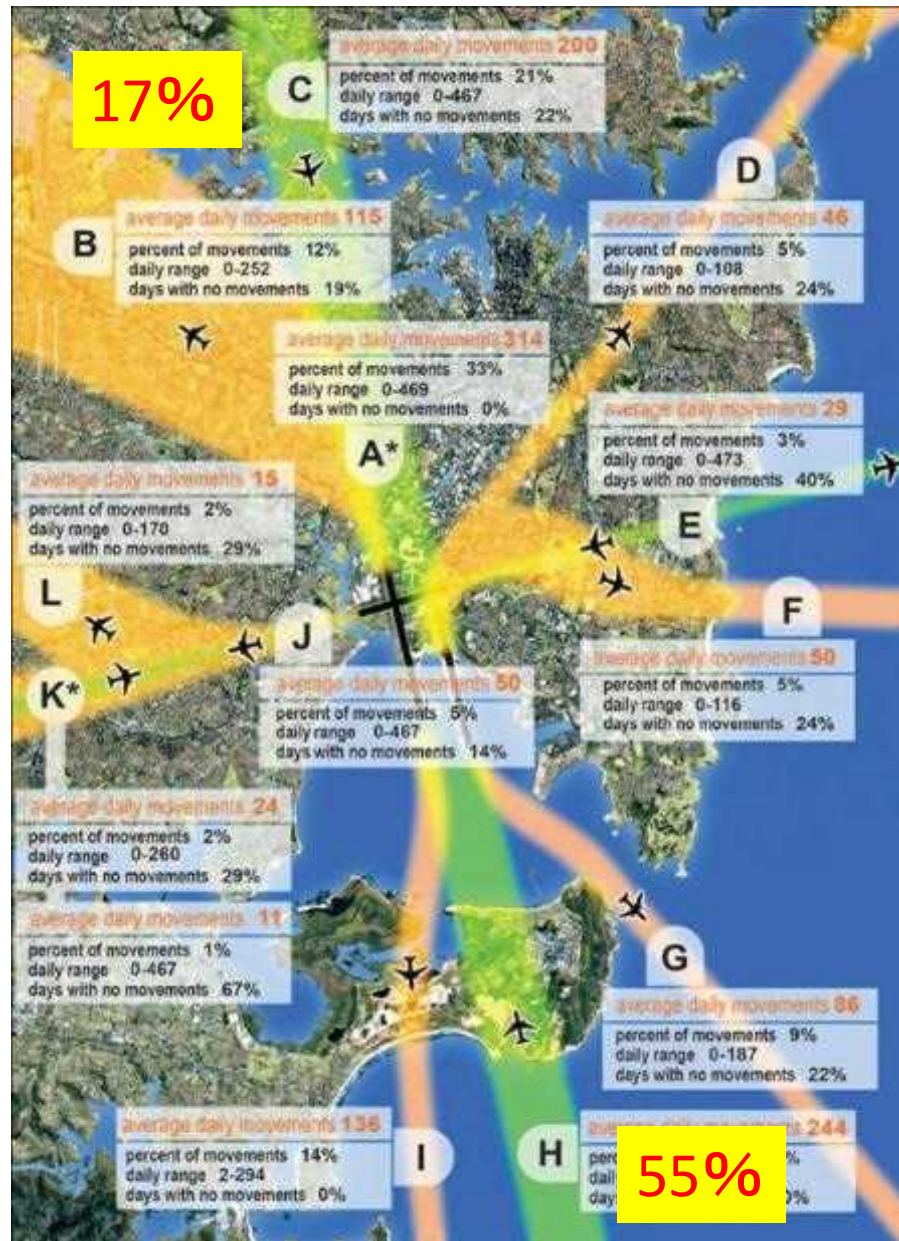 17%
C
average daily movements 200
percent of movements 21%
daily range 0-467
days with no movements 22%
D
B
average daily movements 115
percent of movements 12%
daily range 0-252
days with no movements 19%
average daily movements 46
percent of movements 5%
daily range 0-108
days with no movements 24%
average daily movements 314
percent of movements 33%
daily range 0-469
days with no movements 0%
A*
average daily movements 29
percent of movements 3%
daily range 0-473
days with no movements 40%
E
average daily movements 15
percent of movements 2%
daily range 0-170
days with no movements 29%
L
J
F
K*
average daily movements 50
percent of movements 5%
daily range 0-467
days with no movements 14%
average daily movements 50
percent of movements 5%
daily range 0-116
days with no movements 24%
average daily movements 24
percent of movements 2%
daily range 0-260
days with no movements 29%
average daily movements 11
percent of movements 1%
daily range 0-467
days with no movements 67%
G
average daily movements 86
percent of movements 9%
daily range 0-187
days with no movements 22%
average daily movements 136
percent of movements 14%
daily range 2-294
days with no movements 0%
I
H
244
55%